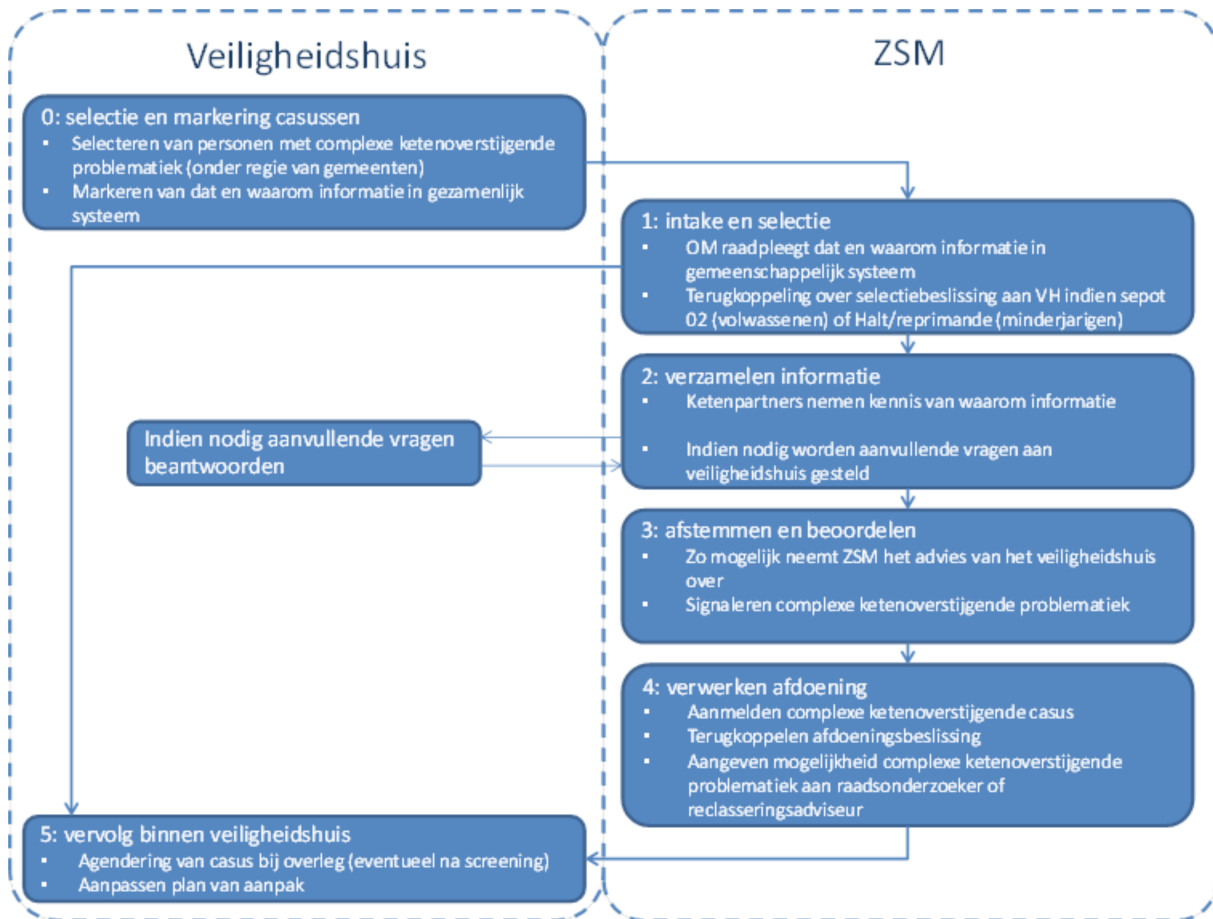 Veiligheidshuis
ZSM
0: selectie en markering casussen
▪ Selecteren van personen met complexe ketenoverstijgende
problematiek (onder regie van gemeenten)
▪ Markeren van dat en waarom informatie in gezamenlijk
systeem
1: intake en selectie
▪ OM raadpleegt dat en waarom informatie in
gemeenschappelijk systeem
▪ Terugkoppeling over selectiebeslissing aan VH indien sepot
02 (volwassenen) of Halt/reprimande (minderjarigen)
2: verzamelen informatie
▪ Ketenpartners nemen kennis van waarom informatie
▪ Indien nodig worden aanvullende vragen aan
veiligheidshuis gesteld
Indien nodig aanvullende vragen
beantwoorden
3: afstemmen en beoordelen
▪ Zo mogelijk neemt ZSM het advies van het veiligheidshuis
over
▪ Signaleren complexe ketenoverstijgende problematiek
4: verwerken afdoening
▪ Aanmelden complexe ketenoverstijgende casus
▪ Terugkoppelen afdoeningsbeslissing
▪ Aangeven mogelijkheid complexe ketenoverstijgende
problematiek aan raadsonderzoeker of
reclasseringsadviseur
5: vervolg binnen veiligheidshuis
▪ Agendering van casus bij overleg (eventueel na screening)
▪ Aanpassen plan van aanpak